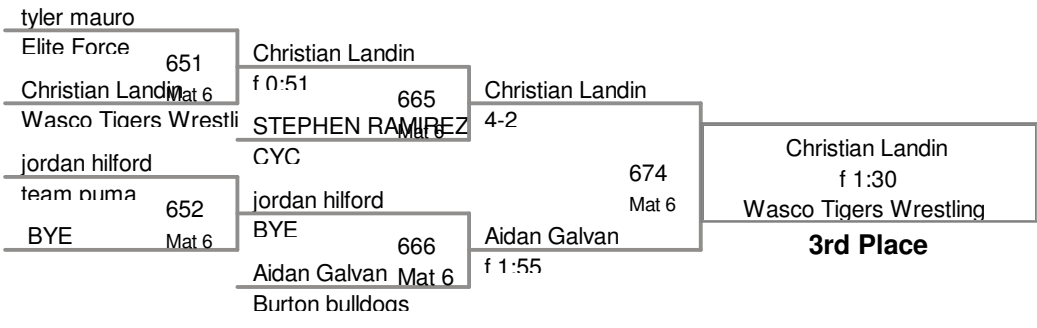 tyler mauro
Elite Force
651
Christian Landin
Mat 6
Wasco Tigers Wrestli
jordan hilford
team puma
652
BYE
Mat 6
Christian Landin
f 0:51
665
STEPHEN RAMIREZ
Mat 6
CYC
jordan hilford
BYE
666
Aidan Galvan
Mat 6
Burton bulldogs
Christian Landin
4-2
674
Mat 6
Aidan Galvan
f 1:55
Christian Landin
f 1:30
Wasco Tigers Wrestling
3rd Place